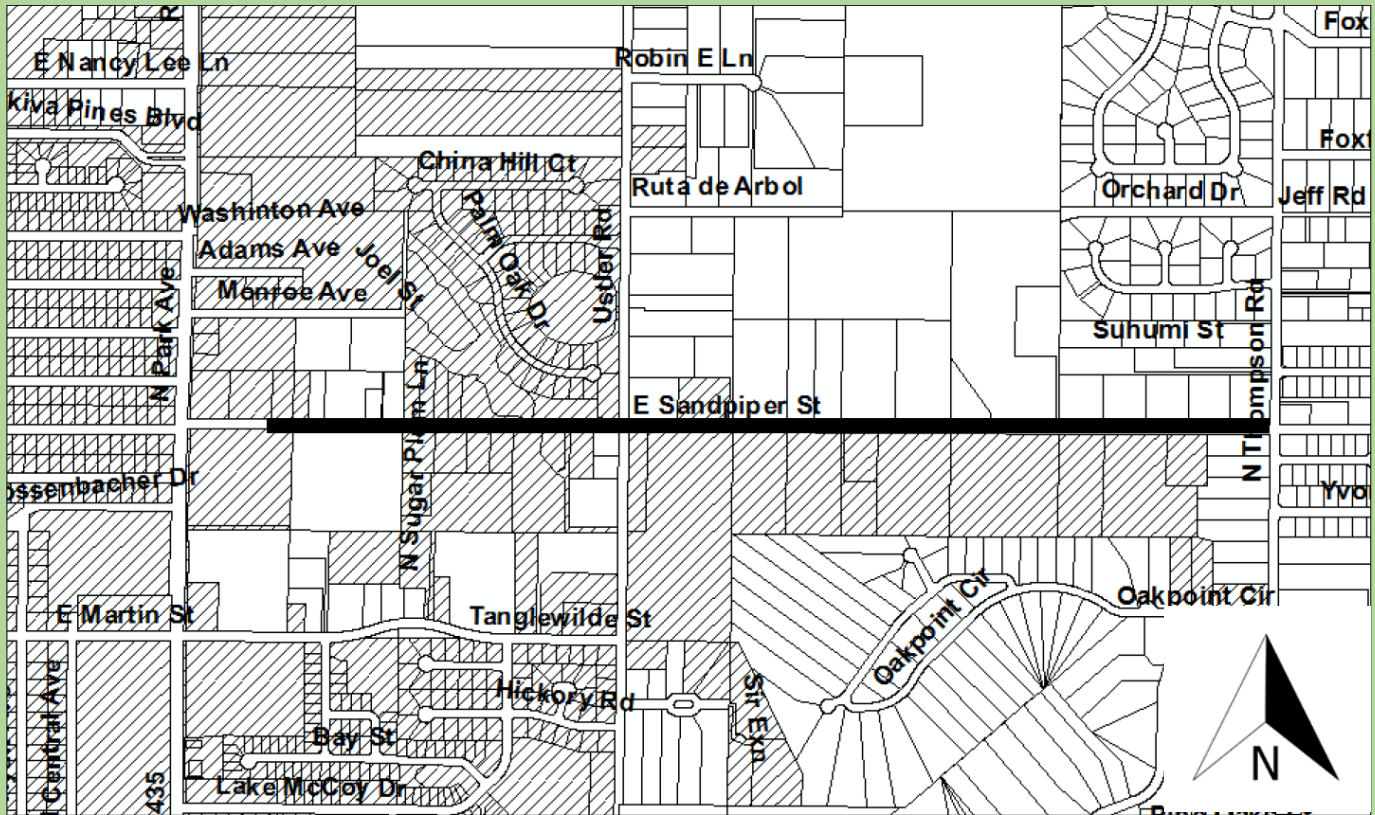 Fox
E Nancy Lee Ln
Robin E Ln
kiva Pines Blvd
Foxf
China Hill Ct
Ruta de Arbol
Orchard Dr
Jeff Rd
Washinton Ave
Palm Oak Dr
Ustler Rd
Adams Ave
Joel St
Monroe Ave
N Park Ave
Suhumi St
N Thompson Rd
E Sandpiper St
N Sugar Plum Ln
ossenbacher Dr
Yvo
E Martin St
Tanglewilde St
Oakpoint Cir
Oakpoint Cir
Central Ave
Hickory Rd
Sir Exn
Bay St
Lake McCoy Dr
435
N